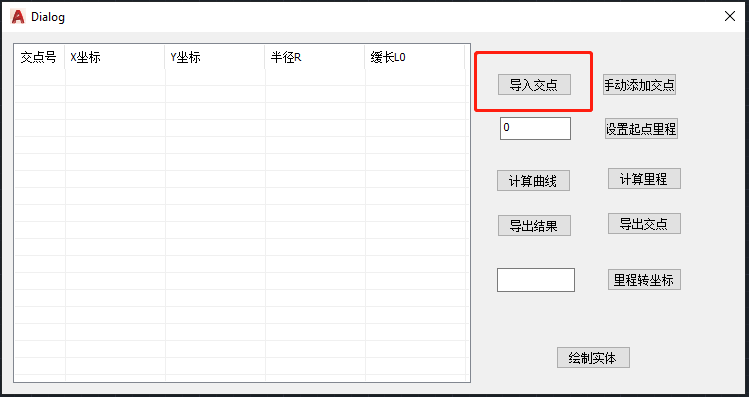 Dialog
交点号 X坐标 Y坐标 半径R 缓长L0
导入交点 手动添加交点
0 设置起点里程
计算曲线 计算里程
导出结果 导出交点
里程转坐标
绘制实体